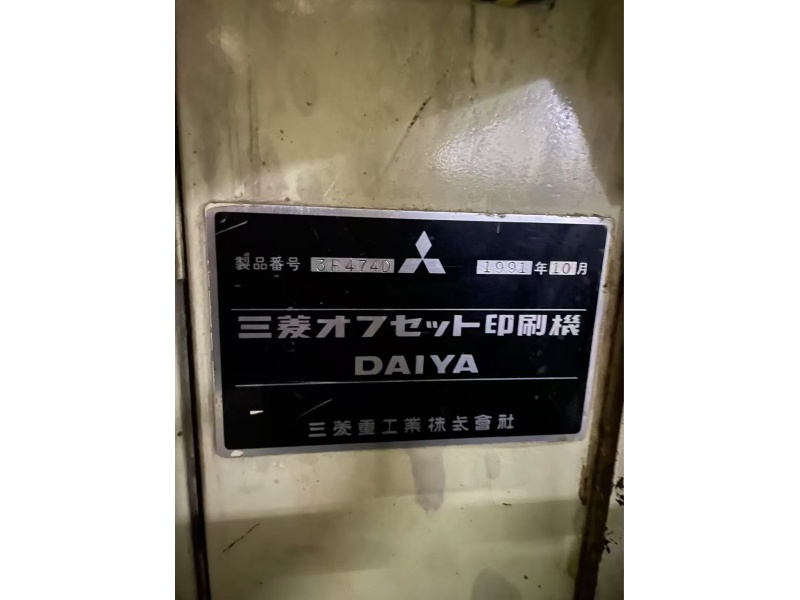 製品番号 3F4740 1991年10月
三菱オフセット印刷機
DAIYA
三菱重工業株式會社